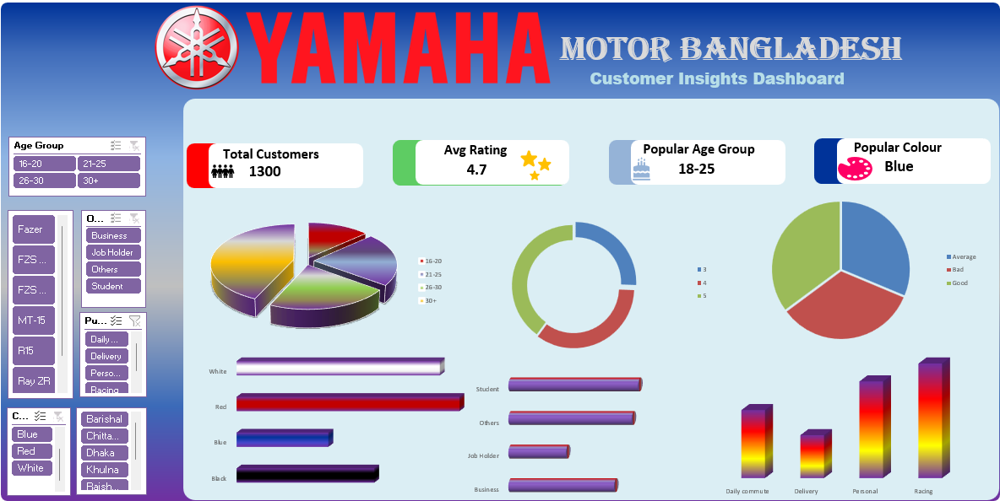 YAMAHA
MOTOR BANGLADESH
Customer Insights Dashboard
Age Group
16-20
21-25
26-30
30+
Fazer
FZS ...
FZS ...
MT-15
R15
Ray ZR
O...
Business
Job Holder
Others
Student
Pu...
Daily ...
Delivery
Perso...
Racing
C...
Blue
Red
White
Barishal
Chitta...
Dhaka
Khulna
Rajsh...
Total Customers
1300
Avg Rating
4.7
Popular Age Group
18-25
Popular Colour
Blue
16-20
21-25
26-30
30+
3
4
5
Average
Bad
Good
White
Red
Blue
Black
Student
Others
Job Holder
Business
Daily commute
Delivery
Personal
Racing